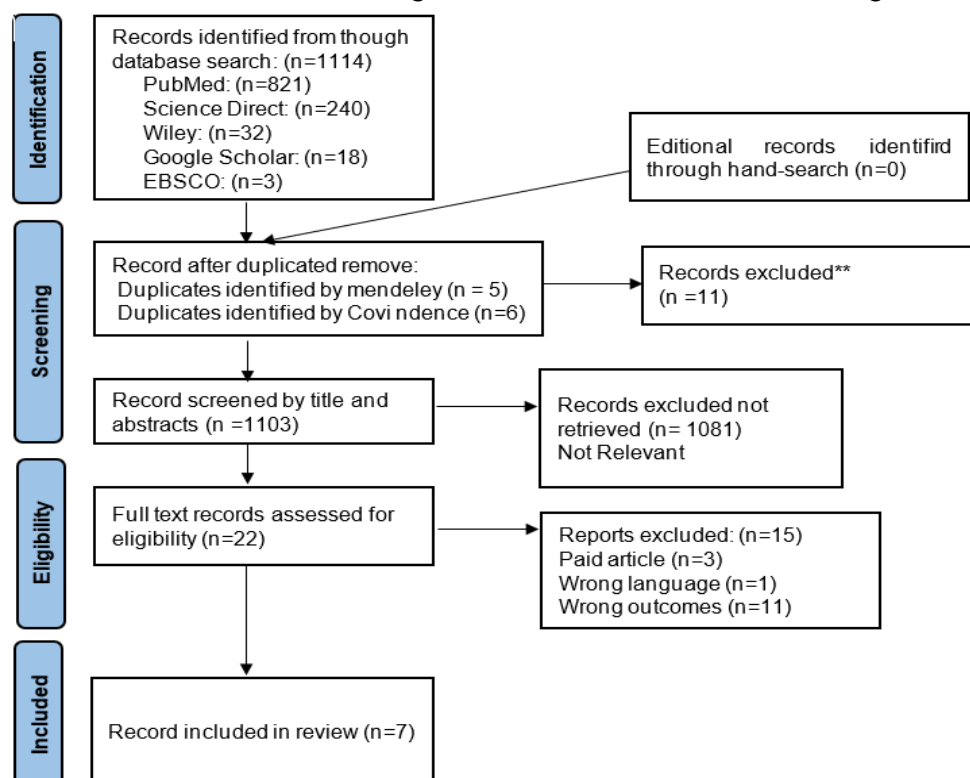 Identification
Records identified from though
database search: (n=1114)
PubMed: (n=821)
Science Direct: (n=240)
Wiley: (n=32)
Google Scholar: (n=18)
EBSCO: (n=3)
Editional records identifird
through hand-search (n=0)
Screening
Record after duplicated remove:
Duplicates identified by mendeley (n = 5)
Duplicates identified by Covi ndence (n=6)
Records excluded**
(n =11)
Record screened by title and
abstracts (n =1103)
Records excluded not
retrieved (n= 1081)
Not Relevant
Eligibility
Full text records assessed for
eligibility (n=22)
Reports excluded: (n=15)
Paid article (n=3)
Wrong language (n=1)
Wrong outcomes (n=11)
Included
Record included in review (n=7)